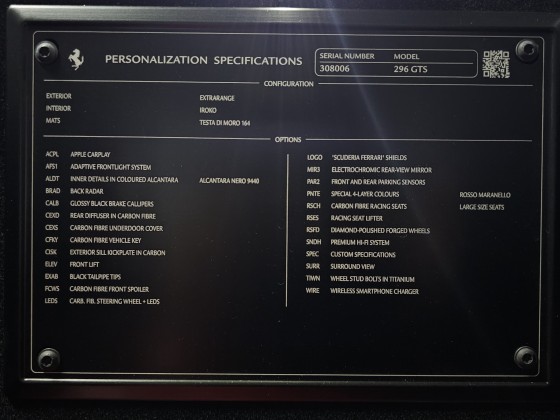 PERSONALIZATION SPECIFICATIONS
SERIAL NUMBER MODEL
308006 296 GTS
CONFIGURATION
EXTERIOR EXTRARANGE
INTERIOR IROKO
MATS TESTA DI MORO 164
OPTIONS
ACPL APPLE CARPLAY
AFS1 ADAPTIVE FRONTLIGHT SYSTEM
ALDT INNER DETAILS IN COLOURED ALCANTARA ALCANTARA NERO 9440
BRAD BACK RADAR
CALB GLOSSY BLACK BRAKE CALLIPERS
CEXD REAR DIFFUSER IN CARBON FIBRE
CEXS CARBON FIBRE UNDERDOOR COVER
CFKY CARBON FIBRE VEHICLE KEY
CISK EXTERIOR SILL KICKPLATE IN CARBON
ELEV FRONT LIFT
EXAB BLACK TAILPIPE TIPS
FCWS CARBON FIBRE FRONT SPOILER
LEDS CARB. FIB. STEERING WHEEL + LEDS
LOGO "SCUDERIA FERRARI" SHIELDS
MIR3 ELECTROCHROMIC REAR-VIEW MIRROR
PAR2 FRONT AND REAR PARKING SENSORS
PNTE SPECIAL 4-LAYER COLOURS ROSSO MARANELLO
RSCH CARBON FIBRE RACING SEATS LARGE SIZE SEATS
RSES RACING SEAT LIFTER
RSFD DIAMOND-POLISHED FORGED WHEELS
SNDH PREMIUM HI-FI SYSTEM
SPEC CUSTOM SPECIFICATIONS
SURR SURROUND VIEW
TIWN WHEEL STUD BOLTS IN TITANIUM
WIRE WIRELESS SMARTPHONE CHARGER